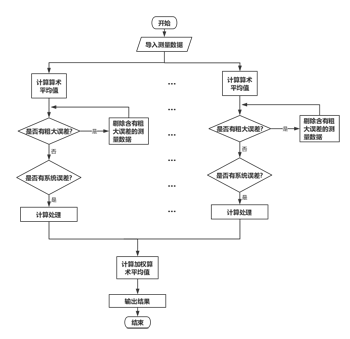 开始
导入测量数据
计算算术
平均值
...
计算算术
平均值
...
是否有粗大误差?
是
剔除含有粗
大误差的测
量数据
...
是否有粗大误差?
是
剔除含有粗
大误差的测
量数据
否
...
否
是否有系统误差?
...
是否有系统误差?
是
是
计算处理
...
计算处理
计算加权算
术平均值
输出结果
结束